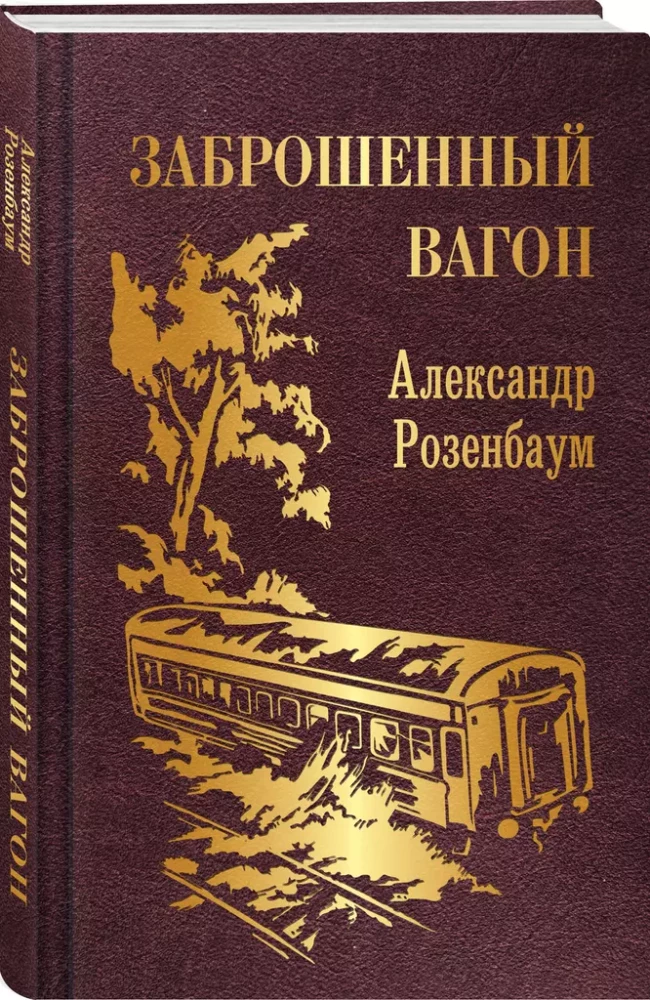 ЗАБРОШЕННЫЙ
ВАГОН
Александр
Розенбаум
Александр
Розенбаум
ЗАБРОШЕННЫЙ ВАГОН